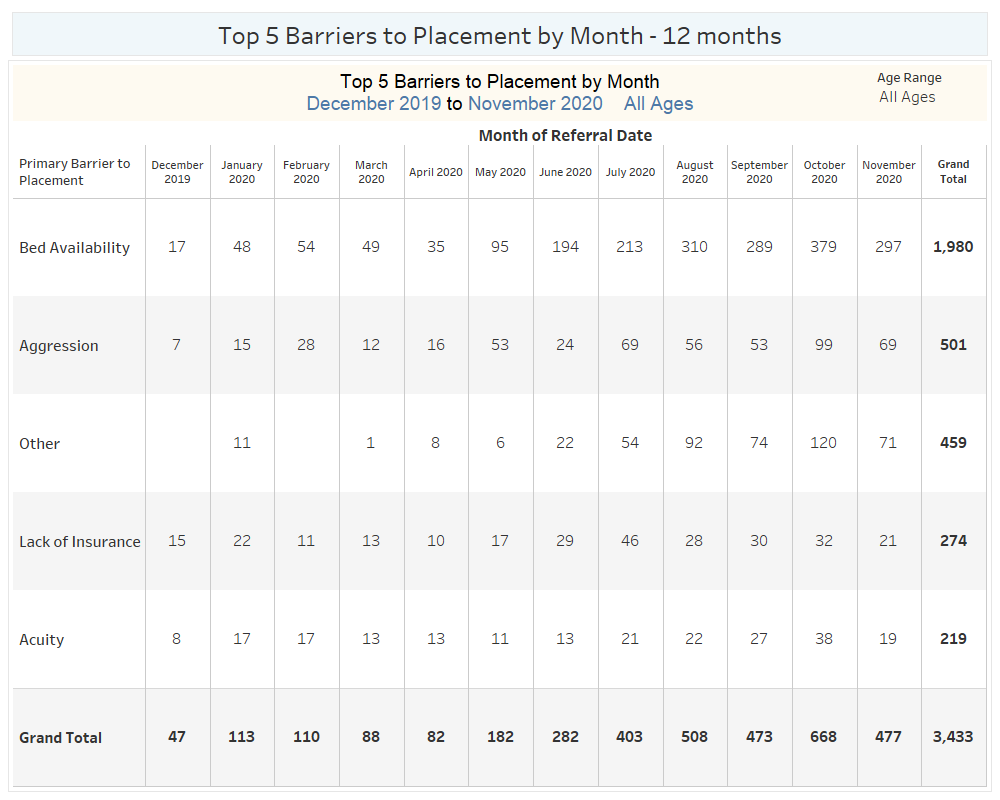 Top 5 Barriers to Placement by Month - 12 months
Top 5 Barriers to Placement by Month
December 2019 to November 2020 All Ages
Age Range
All Ages
Month of Referral Date
Primary Barrier to Placement December 2019 January 2020 February 2020 March 2020 April 2020 May 2020 June 2020 July 2020 August 2020 September 2020 October 2020 November 2020 Grand Total
Bed Availability 17 48 54 49 35 95 194 213 310 289 379 297 1,980
Aggression 7 15 28 12 16 53 24 69 56 53 99 69 501
Other 11 1 8 6 22 54 92 74 120 71 459
Lack of Insurance 15 22 11 13 10 17 29 46 28 30 32 21 274
Acuity 8 17 17 13 13 11 13 21 22 27 38 19 219
Grand Total 47 113 110 88 82 182 282 403 508 473 668 477 3,433